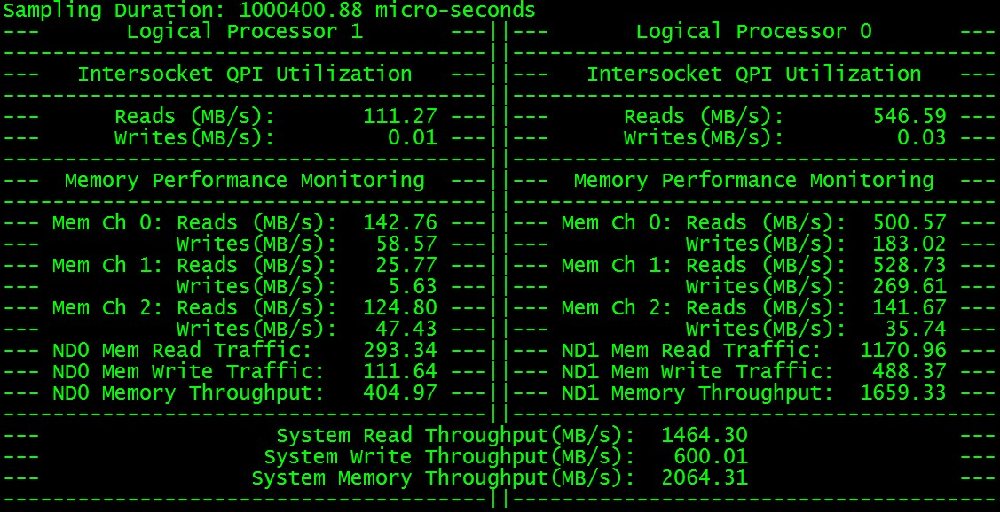 Sampling Duration: 1000400.88 micro-seconds
---       Logical Processor 1       ---||---       Logical Processor 0       ---
---------------------------------------||---------------------------------------
---   Intersocket QPI Utilization   ---||---   Intersocket QPI Utilization   ---
---------------------------------------||---------------------------------------
---      Reads (MB/s):       111.27 ---||---      Reads (MB/s):       546.59 ---
---      Writes(MB/s):         0.01 ---||---      Writes(MB/s):         0.03 ---
---------------------------------------||---------------------------------------
---  Memory Performance Monitoring  ---||---  Memory Performance Monitoring  ---
---------------------------------------||---------------------------------------
--- Mem Ch 0: Reads (MB/s):  142.76 ---||--- Mem Ch 0: Reads (MB/s):  500.57 ---
---           Writes(MB/s):   58.57 ---||---           Writes(MB/s):  183.02 ---
--- Mem Ch 1: Reads (MB/s):   25.77 ---||--- Mem Ch 1: Reads (MB/s):  528.73 ---
---           Writes(MB/s):    5.63 ---||---           Writes(MB/s):  269.61 ---
--- Mem Ch 2: Reads (MB/s):  124.80 ---||--- Mem Ch 2: Reads (MB/s):  141.67 ---
---           Writes(MB/s):   47.43 ---||---           Writes(MB/s):   35.74 ---
--- ND0 Mem Read Traffic:    293.34 ---||--- ND1 Mem Read Traffic:   1170.96 ---
--- ND0 Mem Write Traffic:   111.64 ---||--- ND1 Mem Write Traffic:   488.37 ---
--- ND0 Memory Throughput:   404.97 ---||--- ND1 Memory Throughput:  1659.33 ---
---------------------------------------||---------------------------------------
---                   System Read Throughput(MB/s):  1464.30                 ---
---                  System Write Throughput(MB/s):   600.01                 ---
---                 System Memory Throughput(MB/s):  2064.31                 ---
---------------------------------------||---------------------------------------